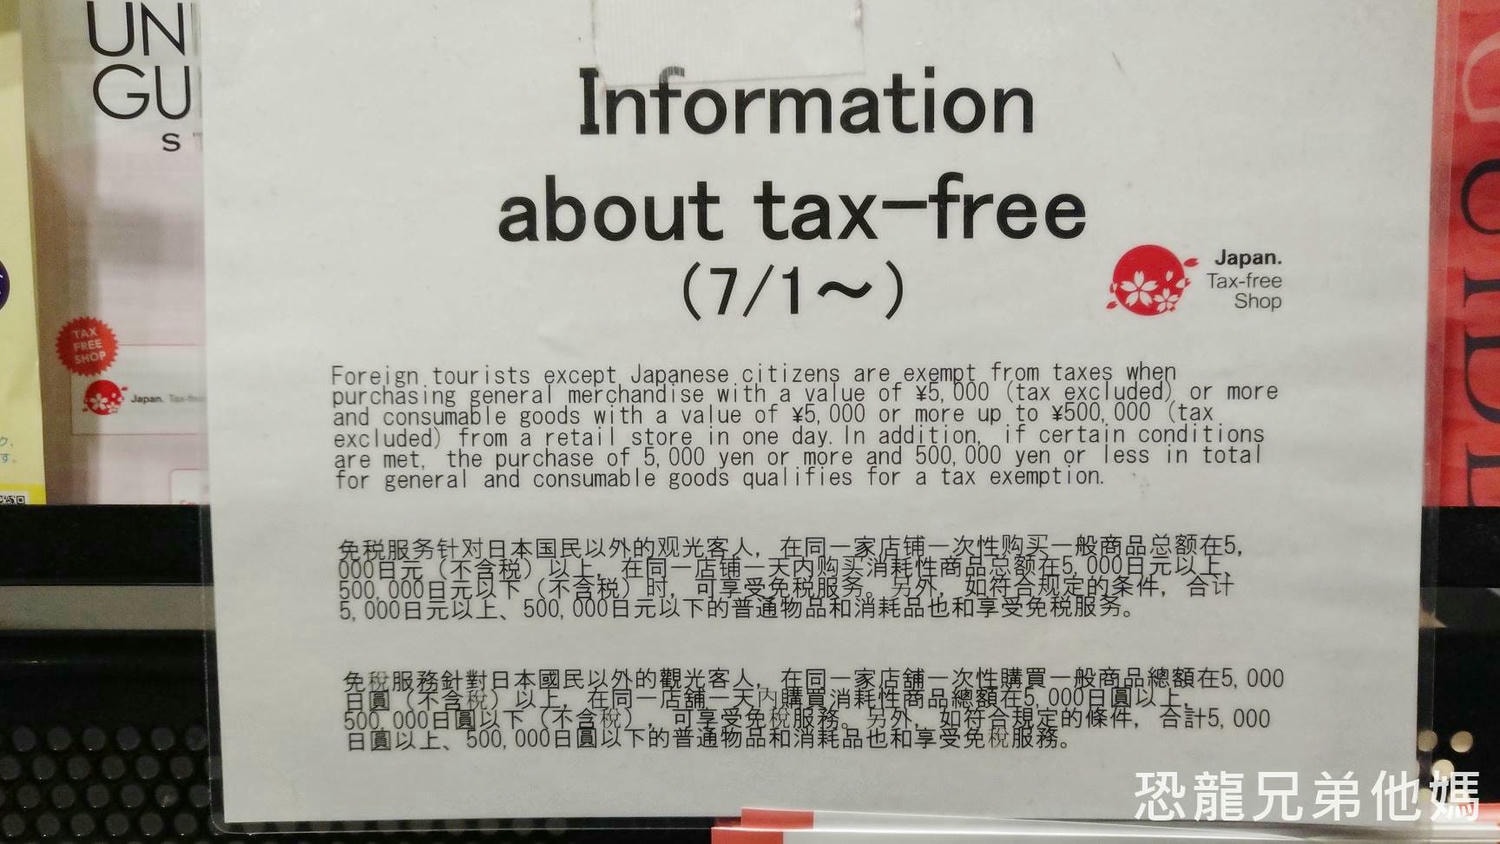 UN
GU
S
Information
about tax-free
(7/1～)
Japan.
Tax-free
Shop
TAX
FREE
SHOP
Japan. Tax-free
Foreign tourists except Japanese citizens are exempt from taxes when
purchasing general merchandise with a value of ¥5,000 (tax excluded) or more
and consumable goods with a value of ¥5,000 or more up to ¥500,000 (tax
excluded) from a retail store in one day. In addition, if certain conditions
are met, the purchase of 5,000 yen or more and 500,000 yen or less in total
for general and consumable goods qualifies for a tax exemption.
免税服务针对日本国民以外的观光客人，在同一家店铺一次性购买一般商品总额在5,
000日元（不含税）以上，在同一店铺一天内购买消耗性商品总额在5,000日元以上、
500,000日元以下（不含税）时，可享受免税服务。另外，如符合规定的条件，合计
5,000日元以上、500,000日元以下的普通物品和消耗品也和享受免税服务。
免稅服務針對日本國民以外的觀光客人，在同一家店舖一次性購買一般商品總額在5,000
日圓（不含稅）以上，在同一店舖一天內購買消耗性商品總額在5,000日圓以上，
500,000日圓以下（不含稅），可享受免稅服務。另外，如符合規定的條件，合計5,000
日圓以上、500,000日圓以下的普通物品和消耗品也和享受免稅服務。
恐龍兄弟他媽